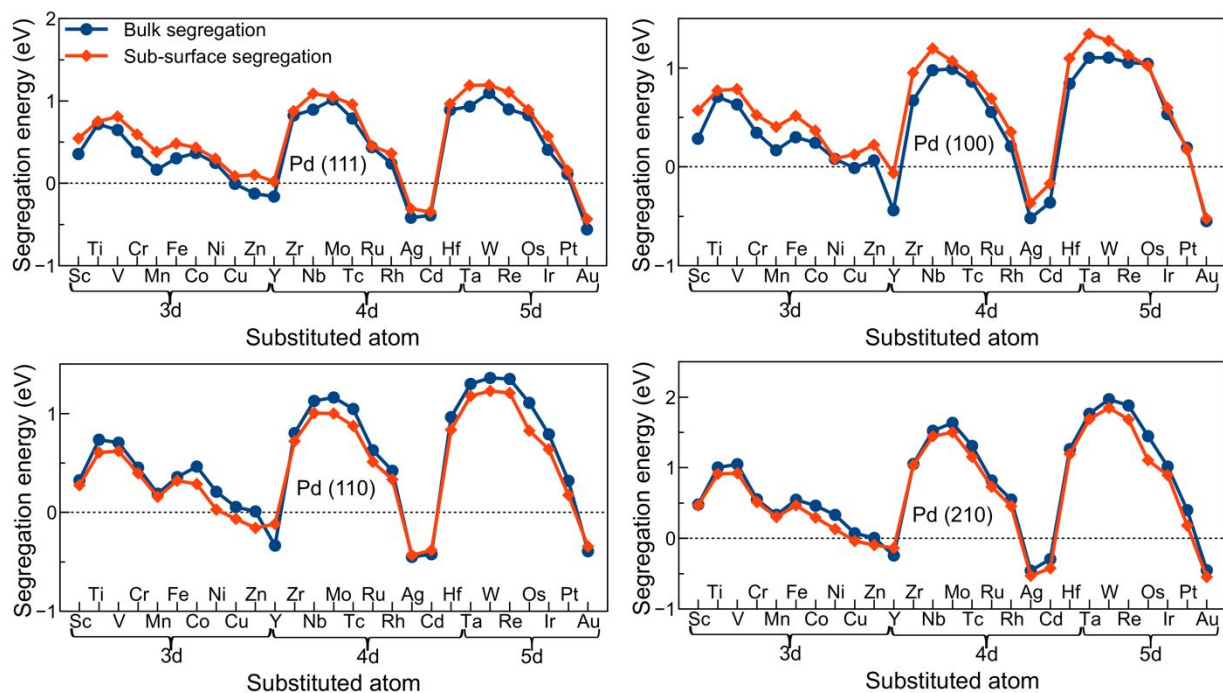 Segregation energy (eV)
2
1
0
−1
Bulk segregation
Sub-surface segregation
Pd (111)
Ti Cr Fe Ni Zn Zr Mo Ru Ag Hf W Os Pt
Sc V Mn Co Cu Y Nb Tc Rh Cd Ta Re Ir Au
3d 4d 5d
Substituted atom
Segregation energy (eV)
1
0
−1
Pd (100)
Ti Cr Fe Ni Zn Zr Mo Ru Ag Hf W Os Pt
Sc V Mn Co Cu Y Nb Tc Rh Cd Ta Re Ir Au
3d 4d 5d
Substituted atom
Segregation energy (eV)
1
0
−1
Pd (110)
Ti Cr Fe Ni Zn Zr Mo Ru Ag Hf W Os Pt
Sc V Mn Co Cu Y Nb Tc Rh Cd Ta Re Ir Au
3d 4d 5d
Substituted atom
Segregation energy (eV)
2
1
0
−1
Pd (210)
Ti Cr Fe Ni Zn Zr Mo Ru Ag Hf W Os Pt
Sc V Mn Co Cu Y Nb Tc Rh Cd Ta Re Ir Au
3d 4d 5d
Substituted atom